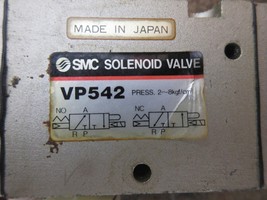 MADE IN JAPAN
SMC SOLENOID VALVE
VP542 PRESS. 2~8kgf/cm²
NO A NC A
R P R P